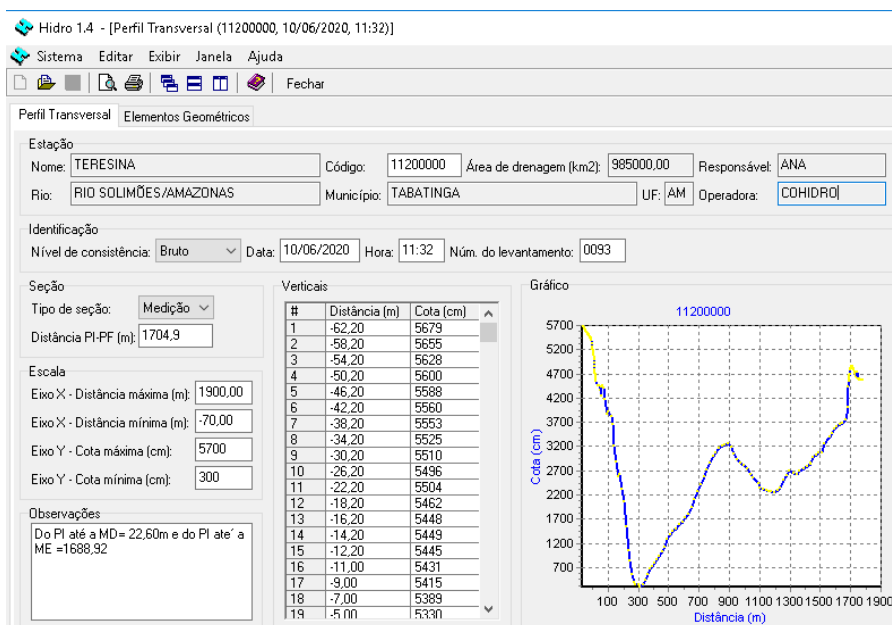 Hidro 1.4 - [Perfil Transversal (11200000, 10/06/2020, 11:32)]
Sistema Editar Exibir Janela Ajuda
Fechar
Perfil Transversal Elementos Geométricos
Estação
Nome: TERESINA Código: 11200000 Área de drenagem (km2): 985000,00 Responsável: ANA
Rio: RIO SOLIMÕES/AMAZONAS Município: TABATINGA UF: AM Operadora: COHIDRO
Identificação
Nível de consistência: Bruto Data: 10/06/2020 Hora: 11:32 Núm. do levantamento: 0093
Seção
Tipo de seção: Medição
Distância PI-PF (m): 1704,9
Escala
Eixo X - Distância máxima (m): 1900,00
Eixo X - Distância mínima (m): -70,00
Eixo Y - Cota máxima (cm): 5700
Eixo Y - Cota mínima (cm): 300
Observações
Do PI até a MD= 22,60m e do PI ate´ a
ME =1688,92
Verticais
# Distância (m) Cota (cm)
1 -62,20 5679
2 -58,20 5655
3 -54,20 5628
4 -50,20 5600
5 -46,20 5588
6 -42,20 5560
7 -38,20 5553
8 -34,20 5525
9 -30,20 5510
10 -26,20 5496
11 -22,20 5504
12 -18,20 5462
13 -16,20 5448
14 -14,20 5449
15 -12,20 5445
16 -11,00 5431
17 -9,00 5415
18 -7,00 5389
19 -5,00 5330
Gráfico
11200000
Cota (cm)
5700
5200
4700
4200
3700
3200
2700
2200
1700
1200
700
100 300 500 700 900 1100 1300 1500 1700 1900
Distância (m)